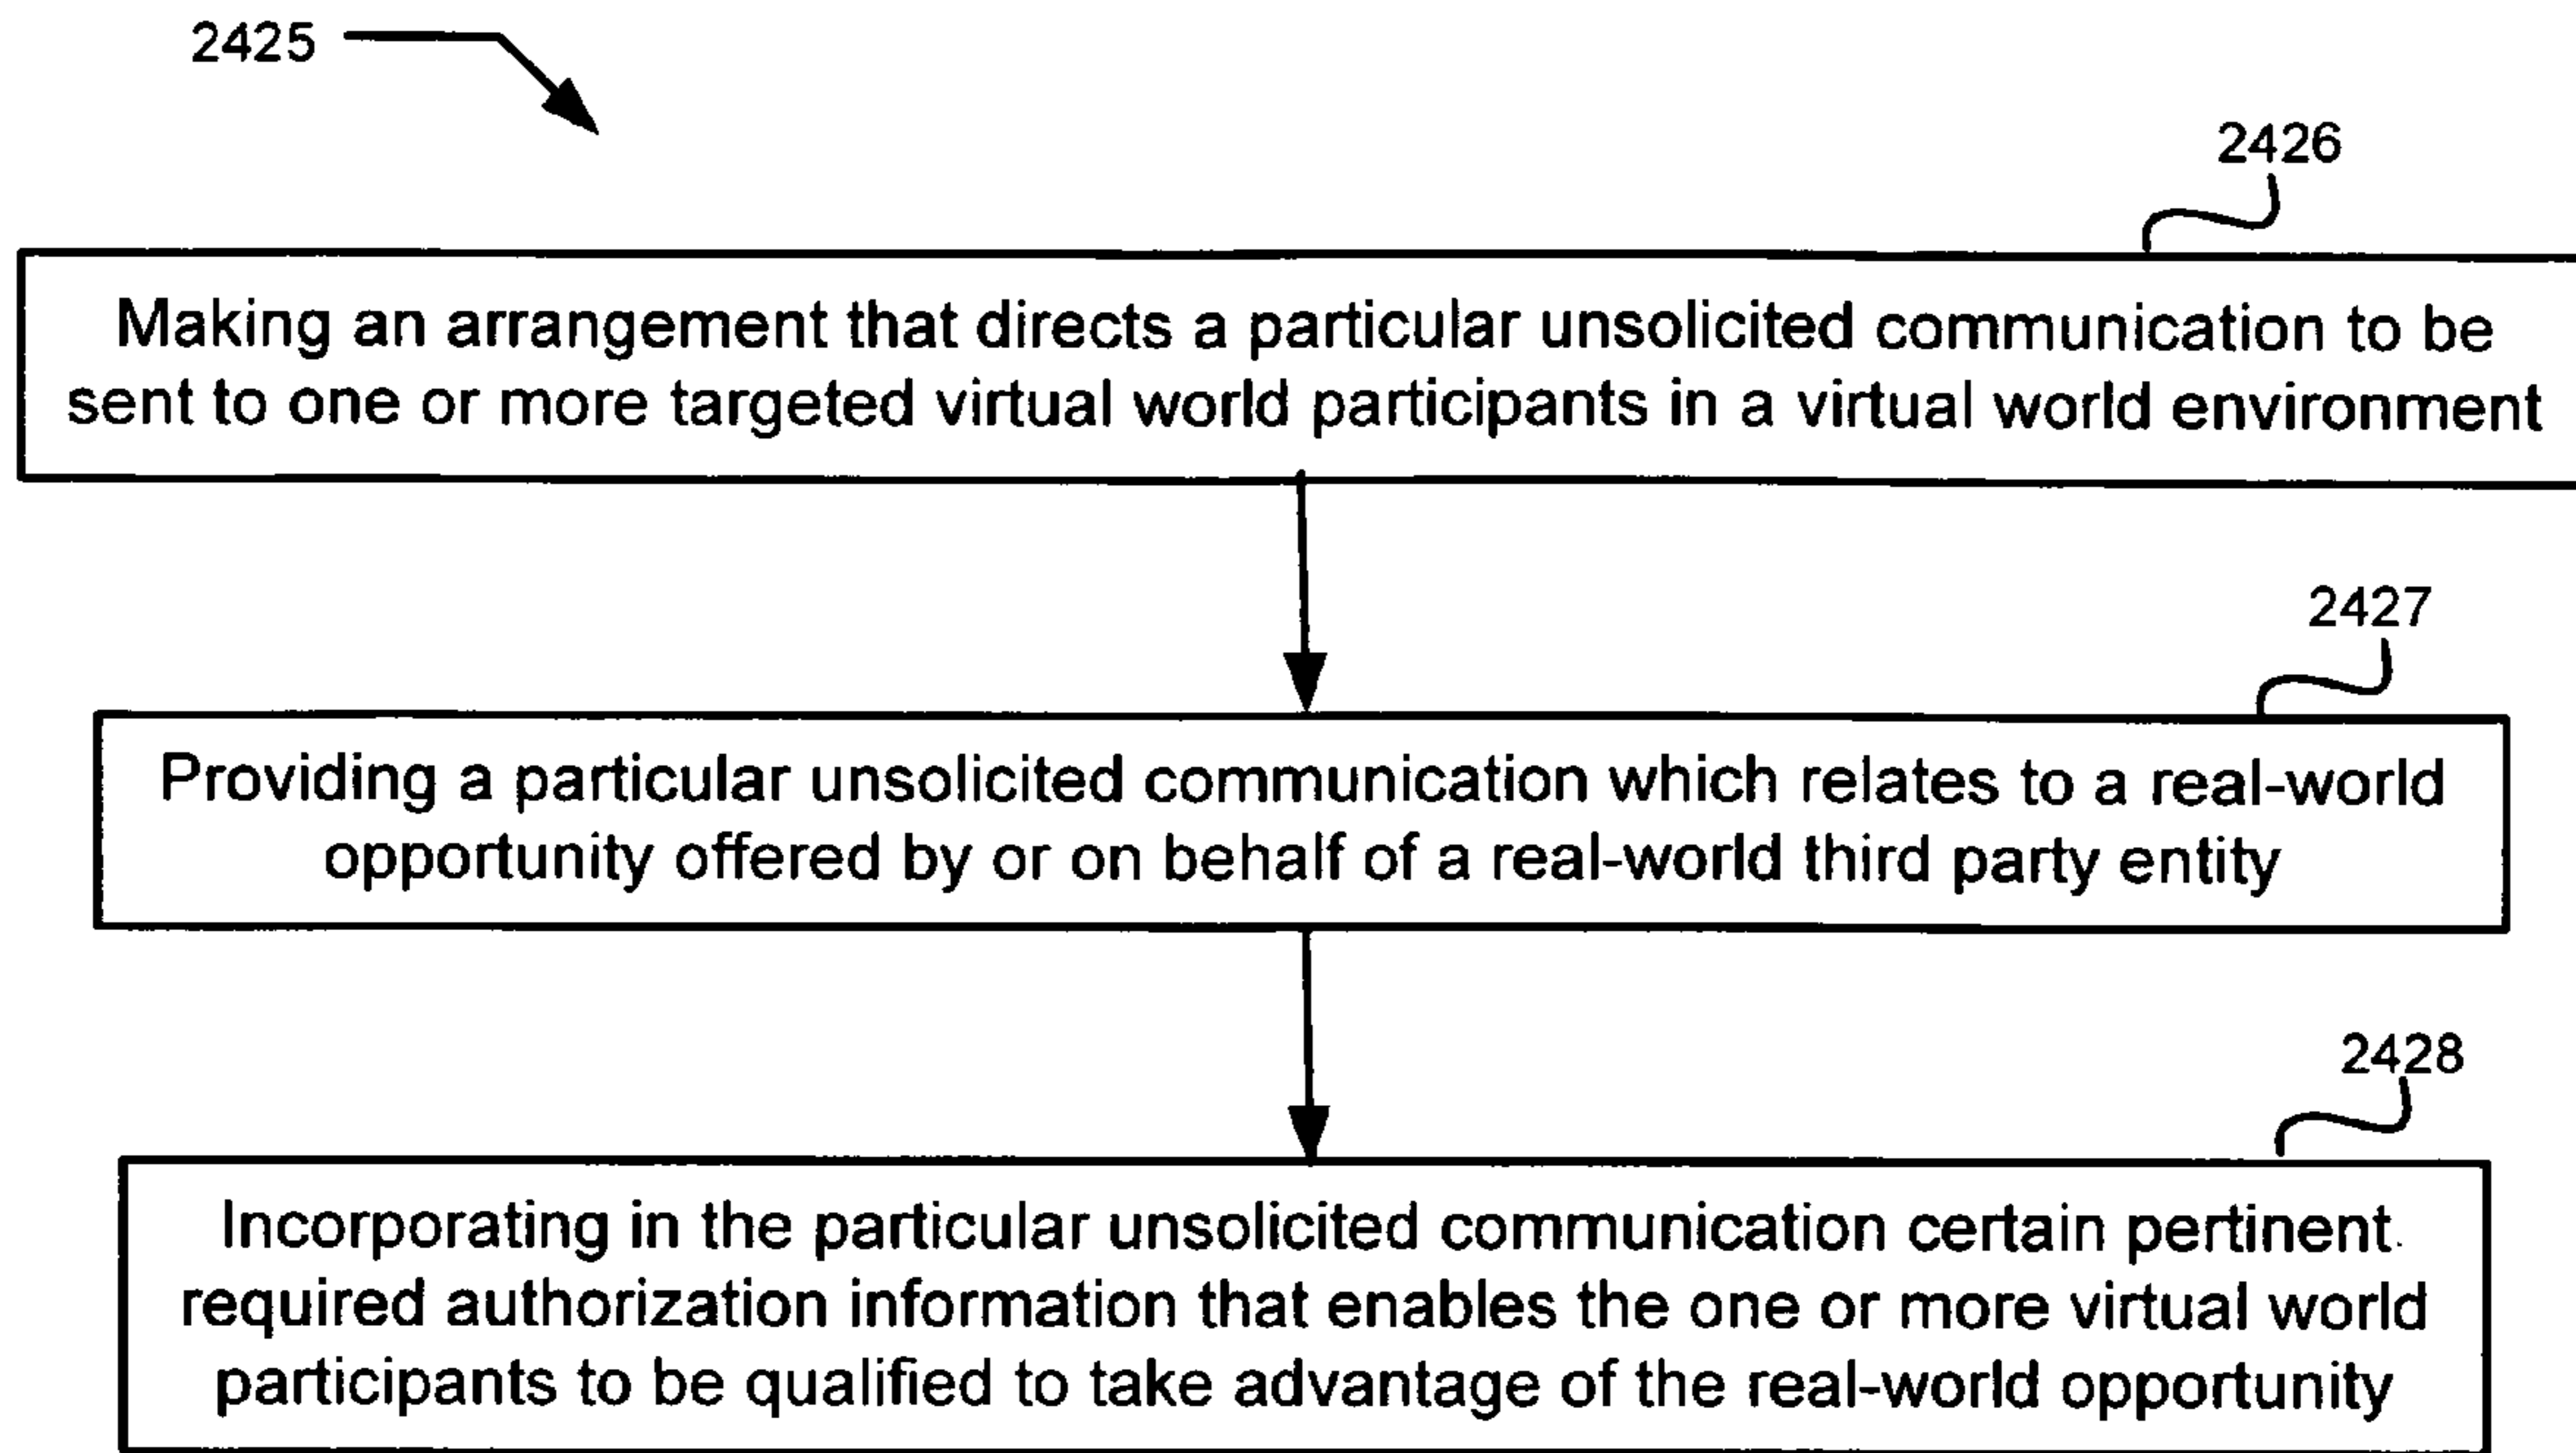 2425
2426
Making an arrangement that directs a particular unsolicited communication to be
sent to one or more targeted virtual world participants in a virtual world environment
2427
Providing a particular unsolicited communication which relates to a real-world
opportunity offered by or on behalf of a real-world third party entity
2428
Incorporating in the particular unsolicited communication certain pertinent
required authorization information that enables the one or more virtual world
participants to be qualified to take advantage of the real-world opportunity